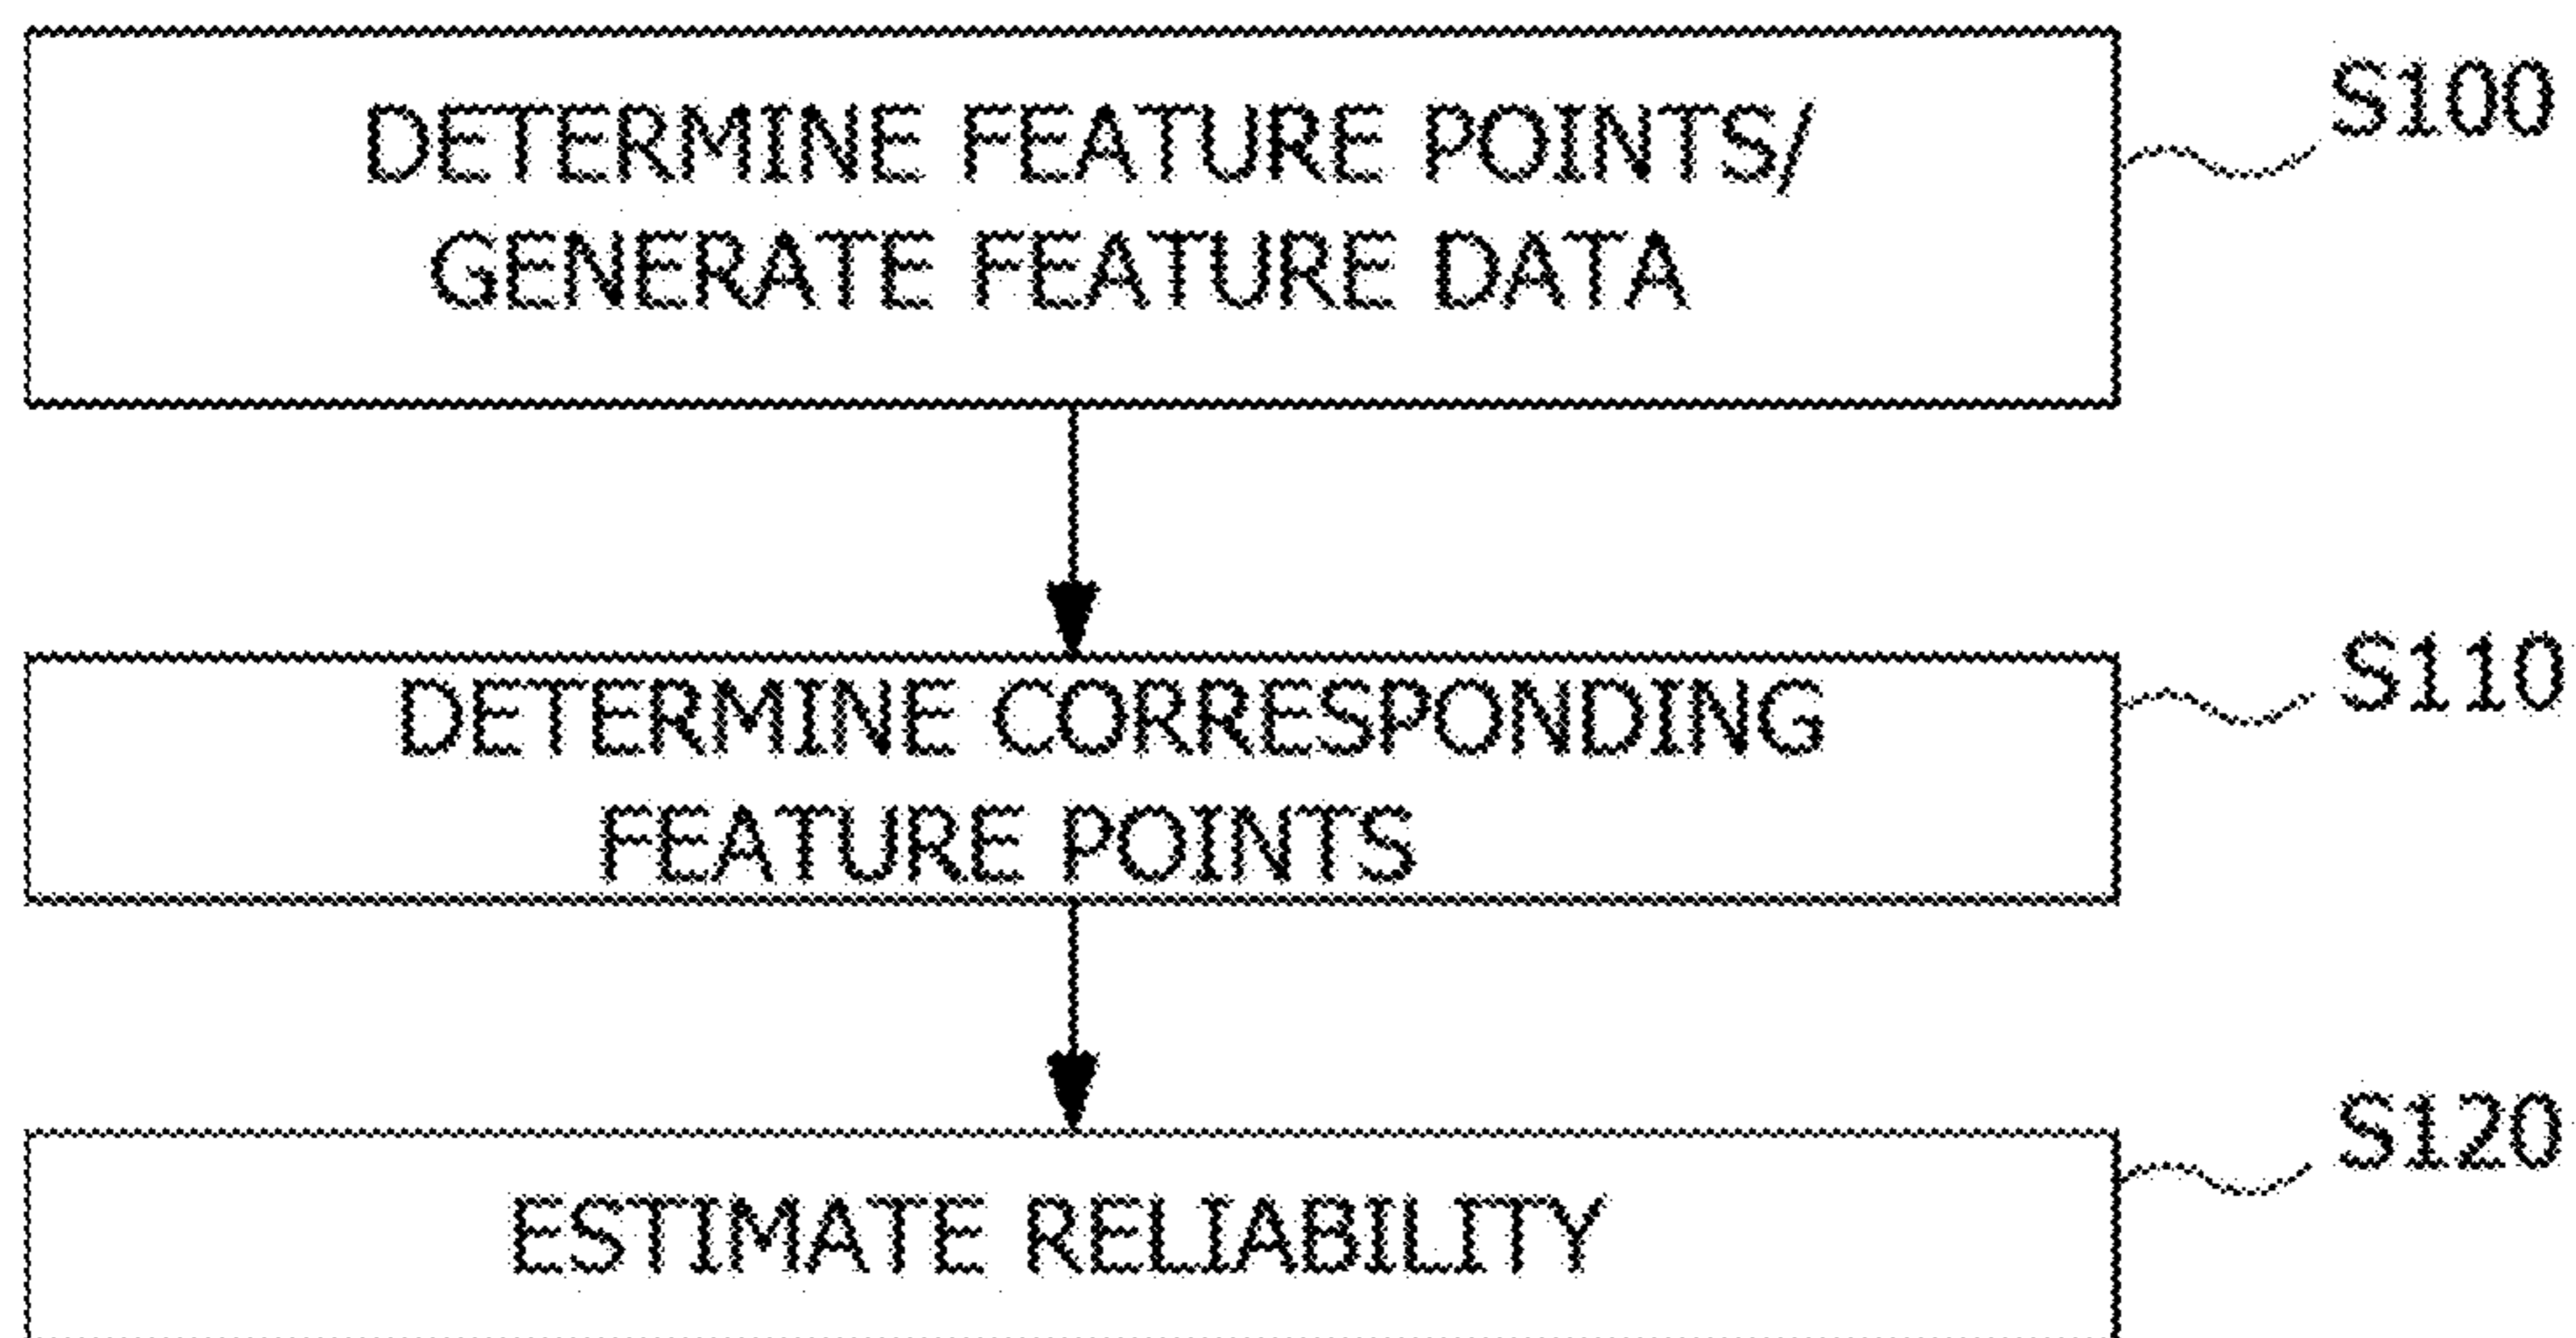 DETERMINE FEATURE POINTS/
GENERATE FEATURE DATA
S100
DETERMINE CORRESPONDING
FEATURE POINTS
S110
ESTIMATE RELIABILITY
S120